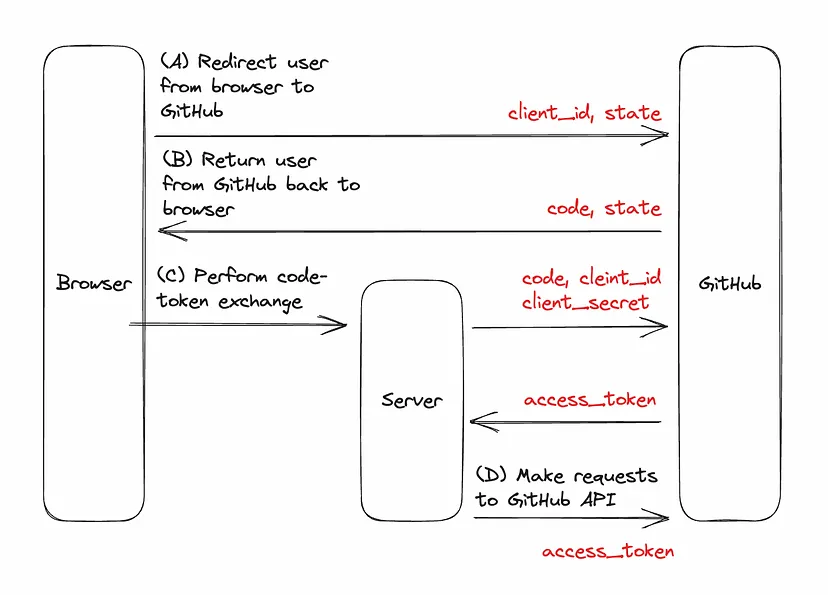 (A) Redirect user
from browser to
GitHub
client_id, state
(B) Return user
from GitHub back to
browser
code, state
Browser
(C) Perform code-
token exchange
code, cleint_id
client_secret
GitHub
Server
access_token
(D) Make requests
to GitHub API
access_token